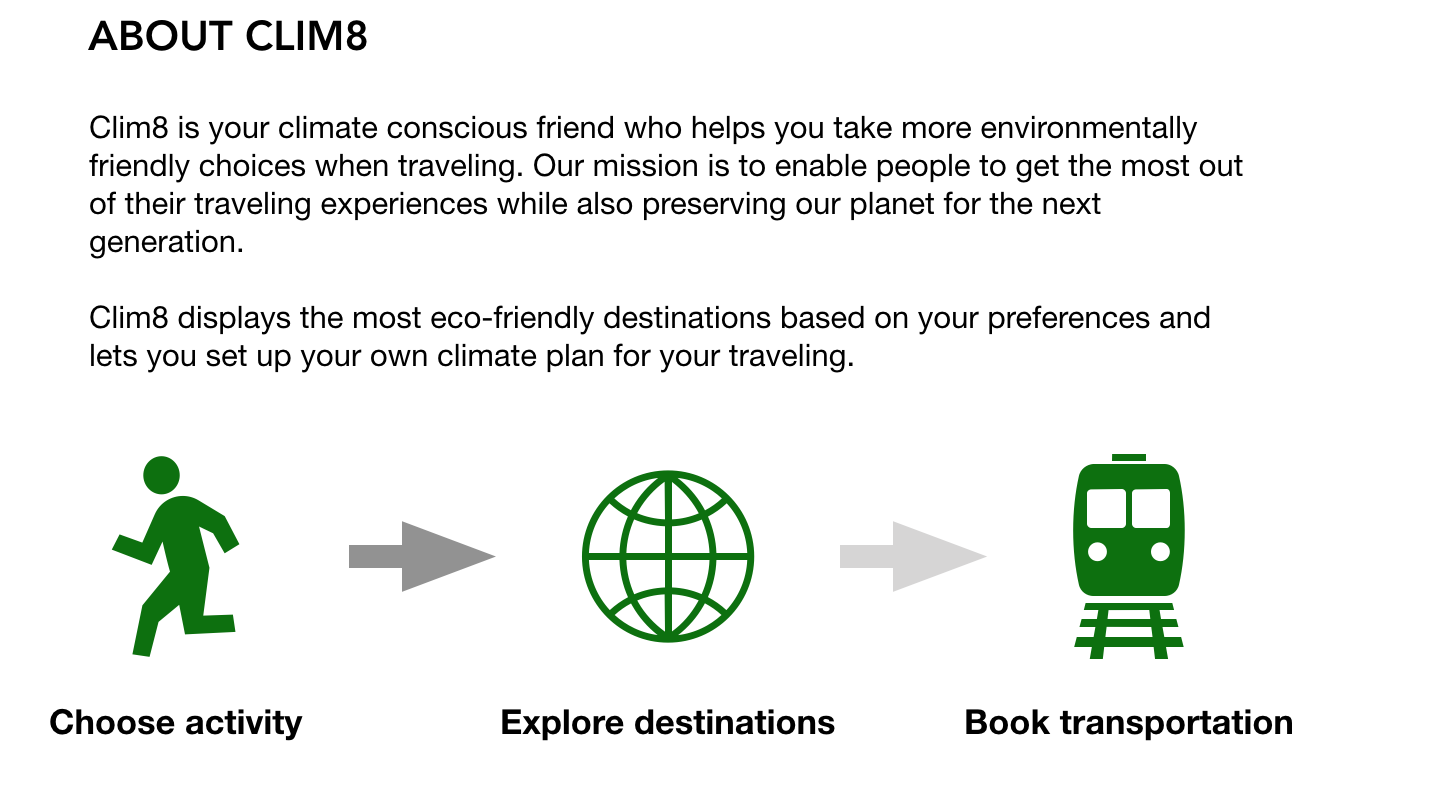 ABOUT CLIM8
Clim8 is your climate conscious friend who helps you take more environmentally
friendly choices when traveling. Our mission is to enable people to get the most out
of their traveling experiences while also preserving our planet for the next
generation.
Clim8 displays the most eco-friendly destinations based on your preferences and
lets you set up your own climate plan for your traveling.
Choose activity
Explore destinations
Book transportation